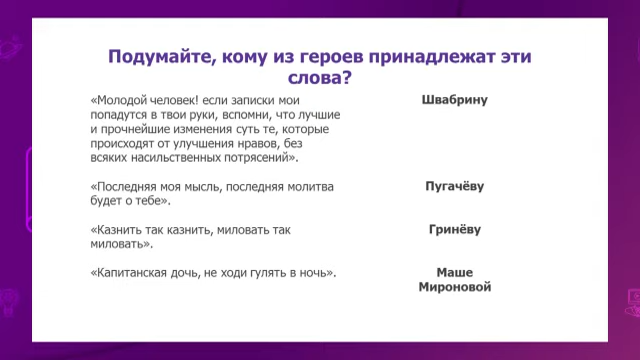 Подумайте, кому из героев принадлежат эти
слова?
«Молодой человек! если записки мои
попадутся в твои руки, вспомни, что лучшие
и прочнейшие изменения суть те, которые
происходят от улучшения нравов, без
всяких насильственных потрясений».
Швабрину
«Последняя моя мысль, последняя молитва
будет о тебе».
Пугачёву
«Казнить так казнить, миловать так
миловать».
Гринёву
«Капитанская дочь, не ходи гулять в ночь».
Маше
Мироновой